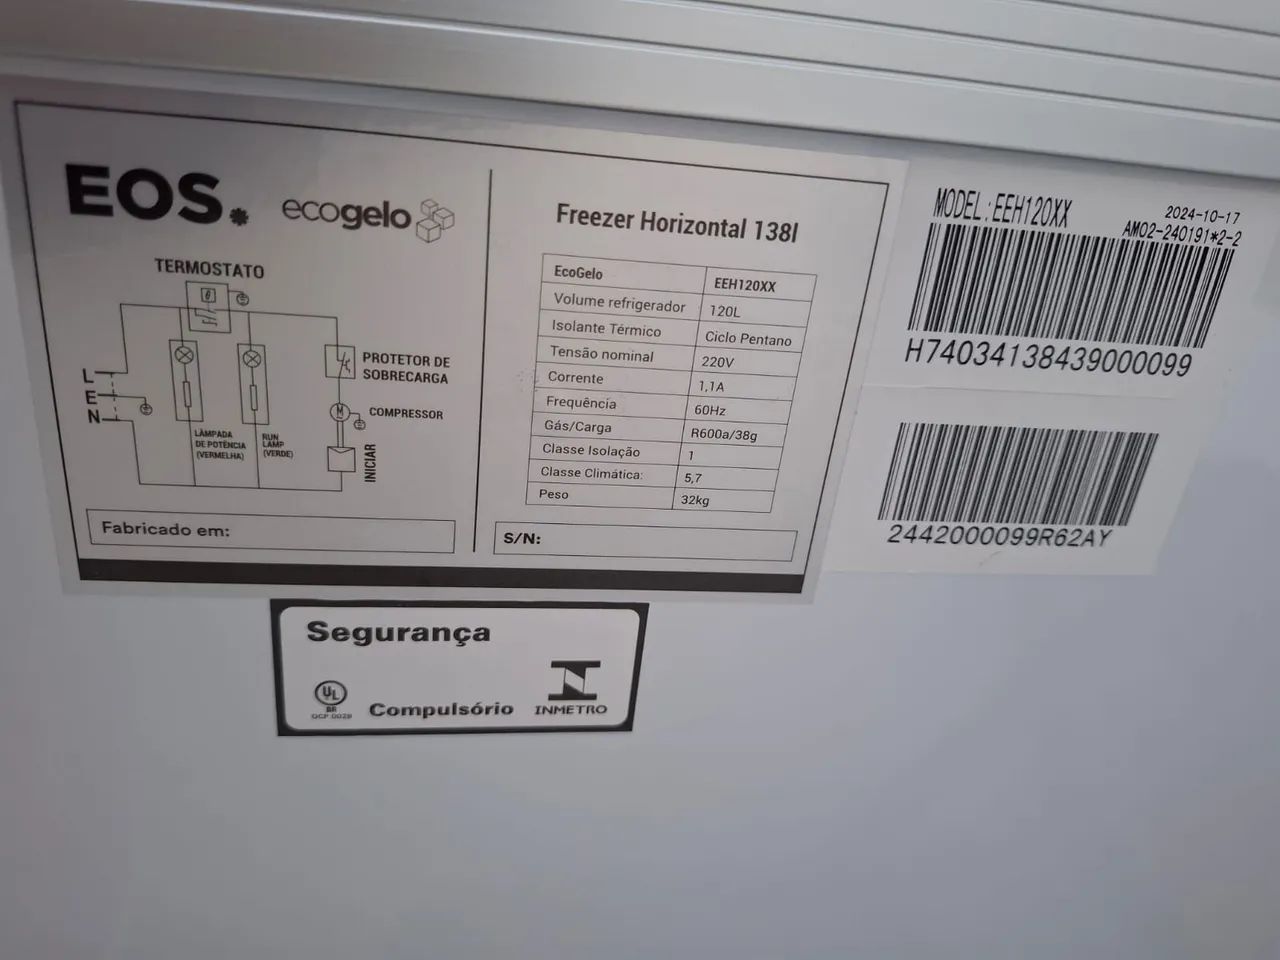 EOS.
ecogelo
TERMOSTATO
θ
L
E
N
PROTETOR DE
SOBRECARGA
M
COMPRESSOR
LÂMPADA
DE POTÊNCIA
(VERMELHA)
RUN
LAMP
(VERDE)
INICIAR
Fabricado em:
Freezer Horizontal 138l
EcoGelo EEH120XX
Volume refrigerador 120L
Isolante Térmico Ciclo Pentano
Tensão nominal 220V
Corrente 1,1A
Frequência 60Hz
Gás/Carga R600a/38g
Classe Isolação 1
Classe Climática: 5,7
Peso 32kg
S/N:
MODEL:EEH120XX
2024-10-17
AM02-240191*2-2
H74034138439000099
2442000099R62AY
Segurança
UL
BR
OCP 0029
Compulsório
INMETRO